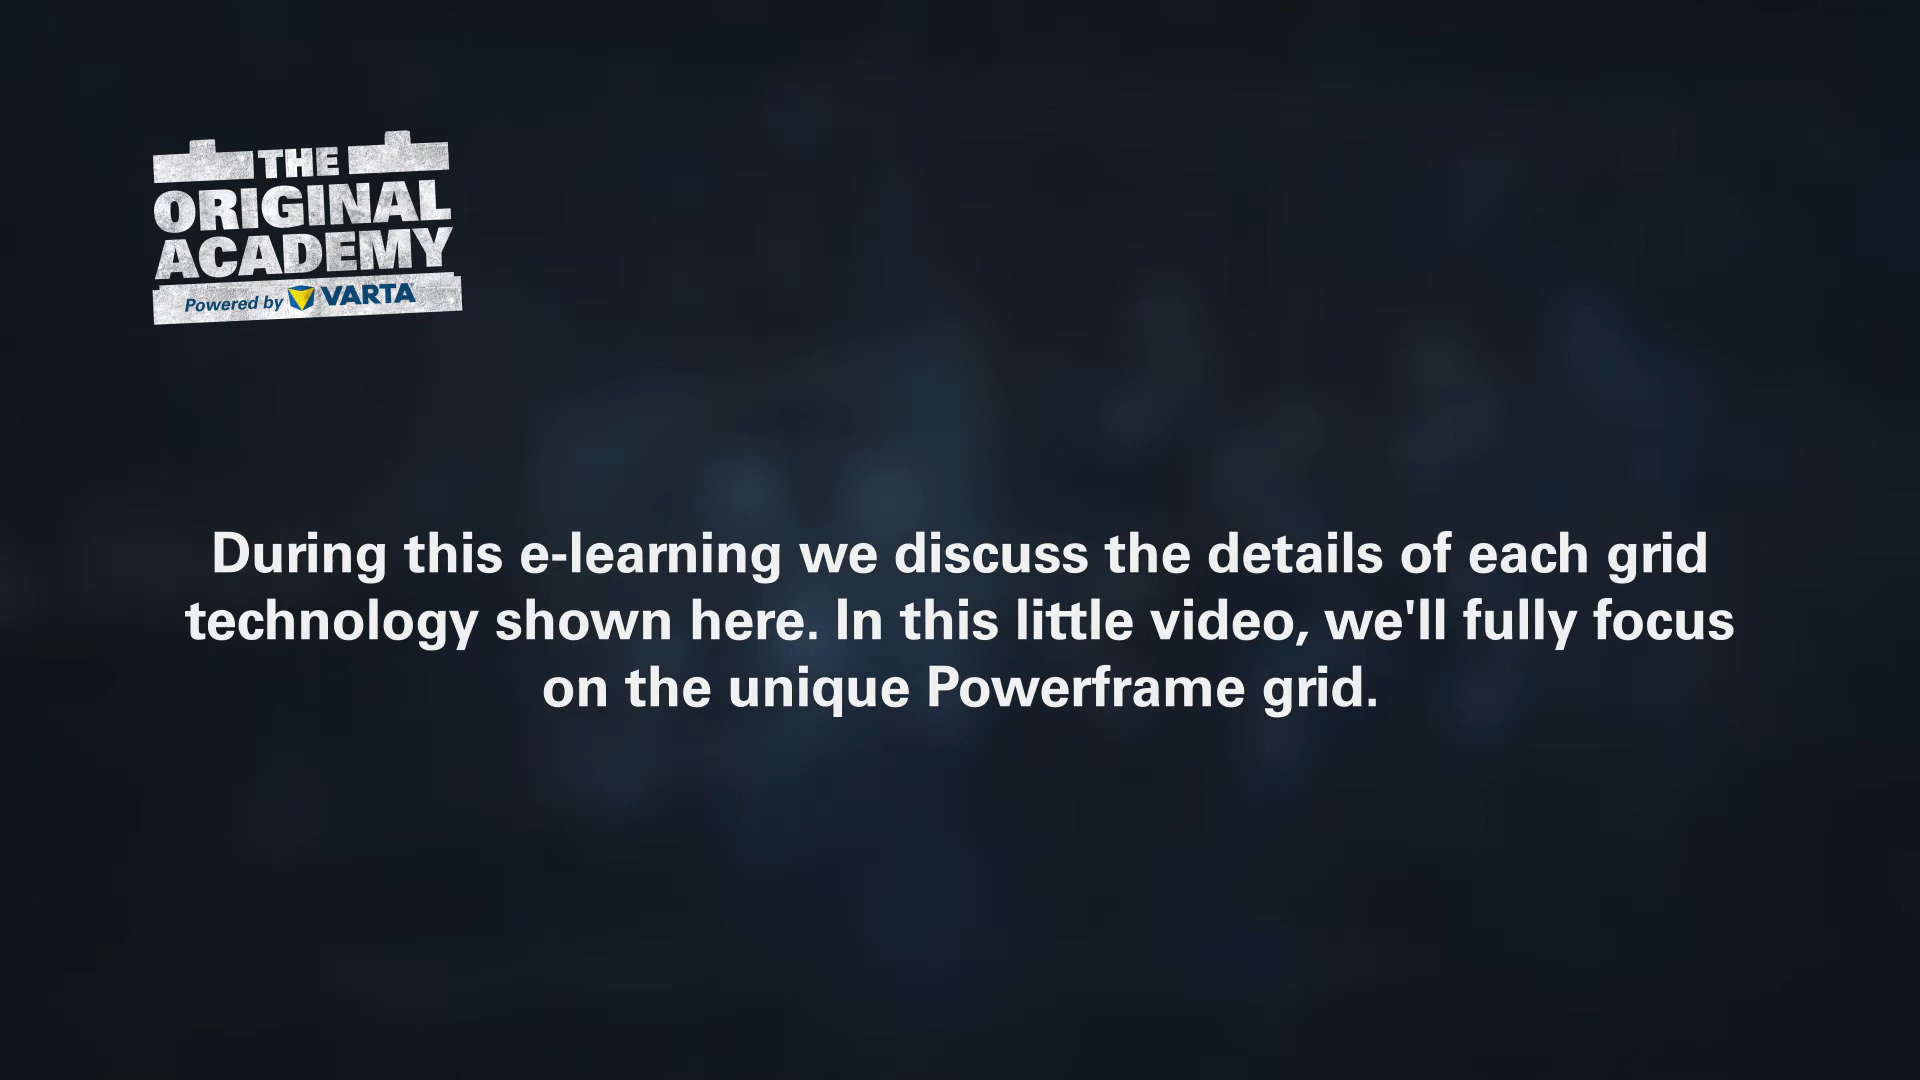 THE
ORIGINAL
ACADEMY
Powered by VARTA
During this e-learning we discuss the details of each grid
technology shown here. In this little video, we'll fully focus
on the unique Powerframe grid.